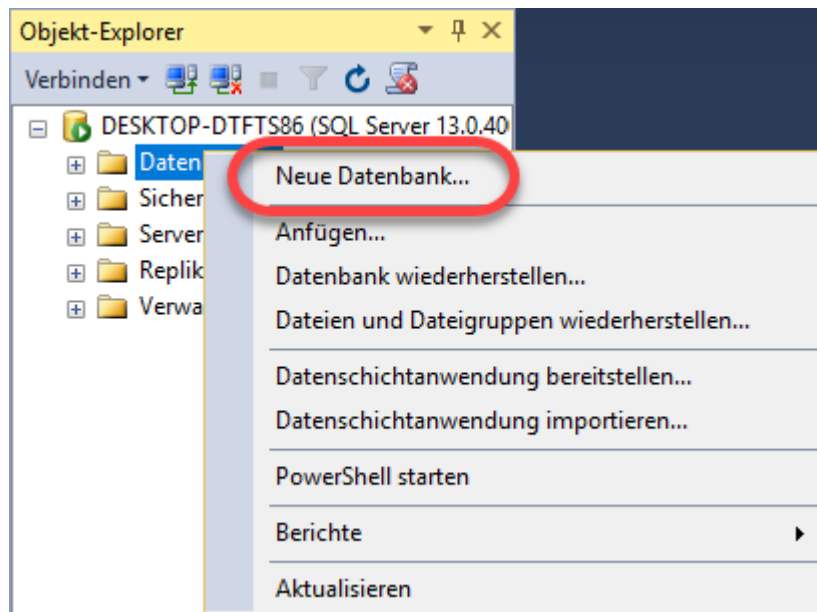 Objekt-Explorer
Verbinden
DESKTOP-DTFTS86 (SQL Server 13.0.40
Daten
Neue Datenbank...
Sicher
Server
Anfügen...
Replik
Datenbank wiederherstellen...
Verwa
Dateien und Dateigruppen wiederherstellen...
Datenschichtanwendung bereitstellen...
Datenschichtanwendung importieren...
PowerShell starten
Berichte
Aktualisieren